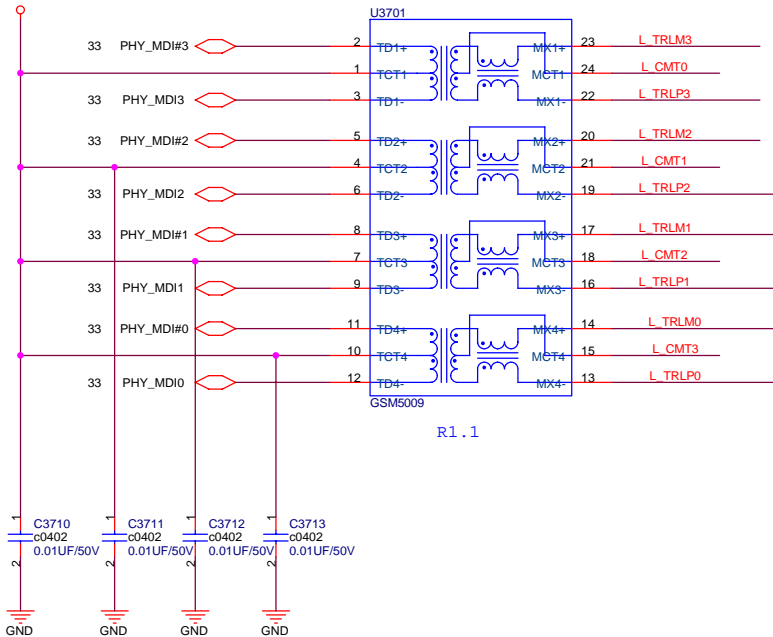 U3701
33 PHY_MDI#3 2 TD1+ MX1+ 23 L_TRLM3
1 TCT1 MCT1 24 L_CMT0
33 PHY_MDI3 3 TD1- MX1- 22 L_TRLP3
33 PHY_MDI#2 5 TD2+ MX2+ 20 L_TRLM2
4 TCT2 MCT2 21 L_CMT1
33 PHY_MDI2 6 TD2- MX2- 19 L_TRLP2
33 PHY_MDI#1 8 TD3+ MX3+ 17 L_TRLM1
7 TCT3 MCT3 18 L_CMT2
33 PHY_MDI1 9 TD3- MX3- 16 L_TRLP1
33 PHY_MDI#0 11 TD4+ MX4+ 14 L_TRLM0
10 TCT4 MCT4 15 L_CMT3
33 PHY_MDI0 12 TD4- MX4- 13 L_TRLP0
GSM5009
R1.1
1 C3710 1 C3711 1 C3712 1 C3713
c0402 c0402 c0402 c0402
0.01UF/50V 0.01UF/50V 0.01UF/50V 0.01UF/50V
2 2 2 2
GND GND GND GND